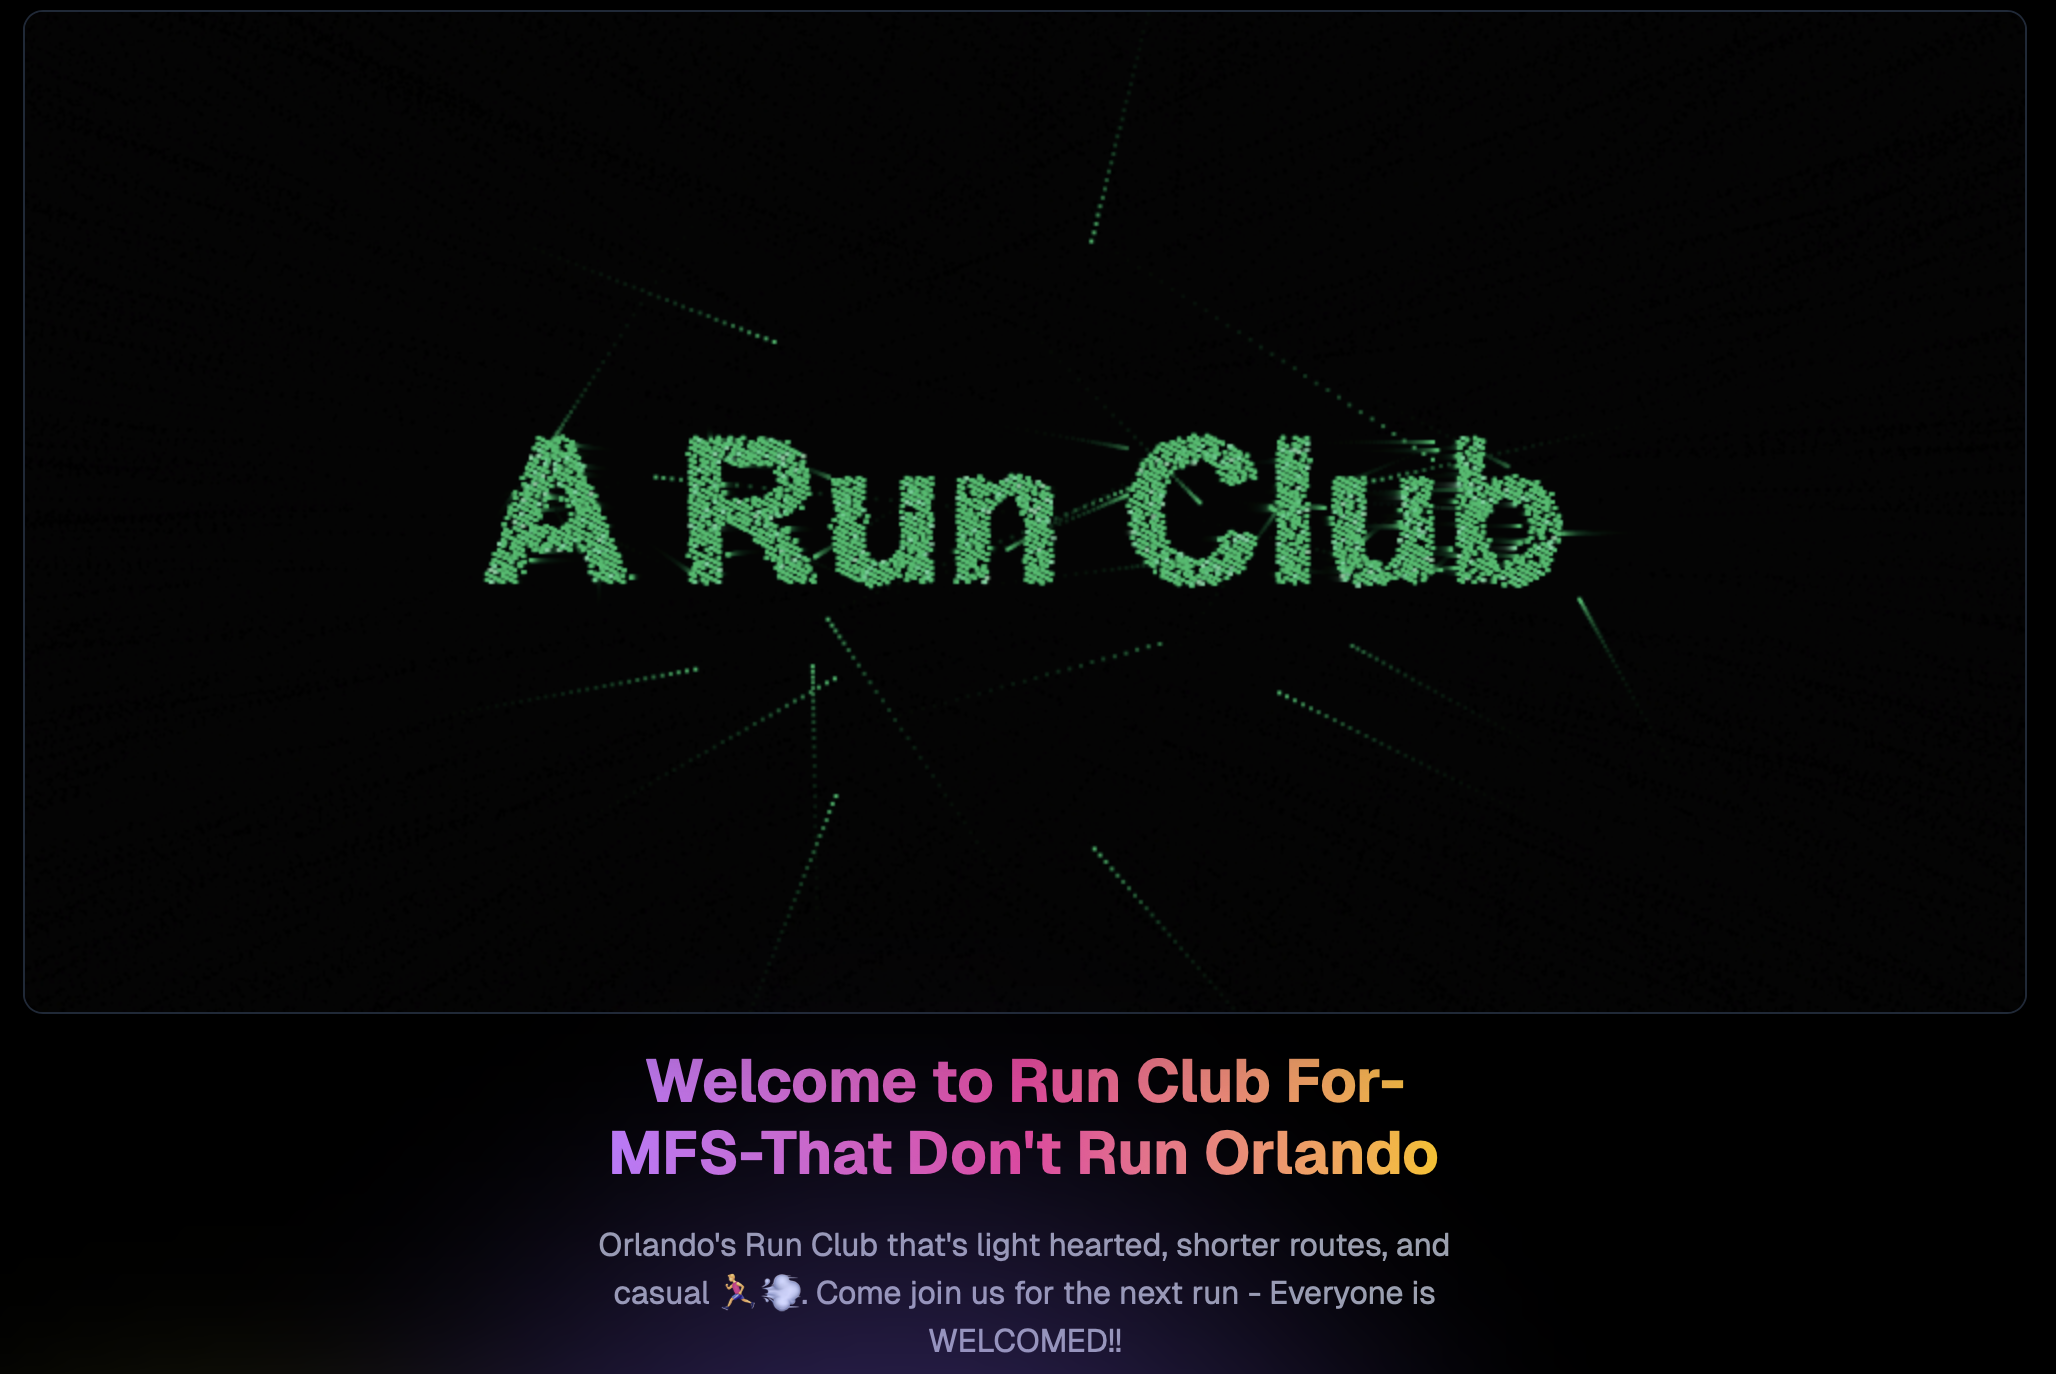 A Run Club
Welcome to Run Club For-
MFS-That Don't Run Orlando
Orlando's Run Club that's light hearted, shorter routes, and
casual 🏃‍♀️💨. Come join us for the next run - Everyone is
WELCOMED!!